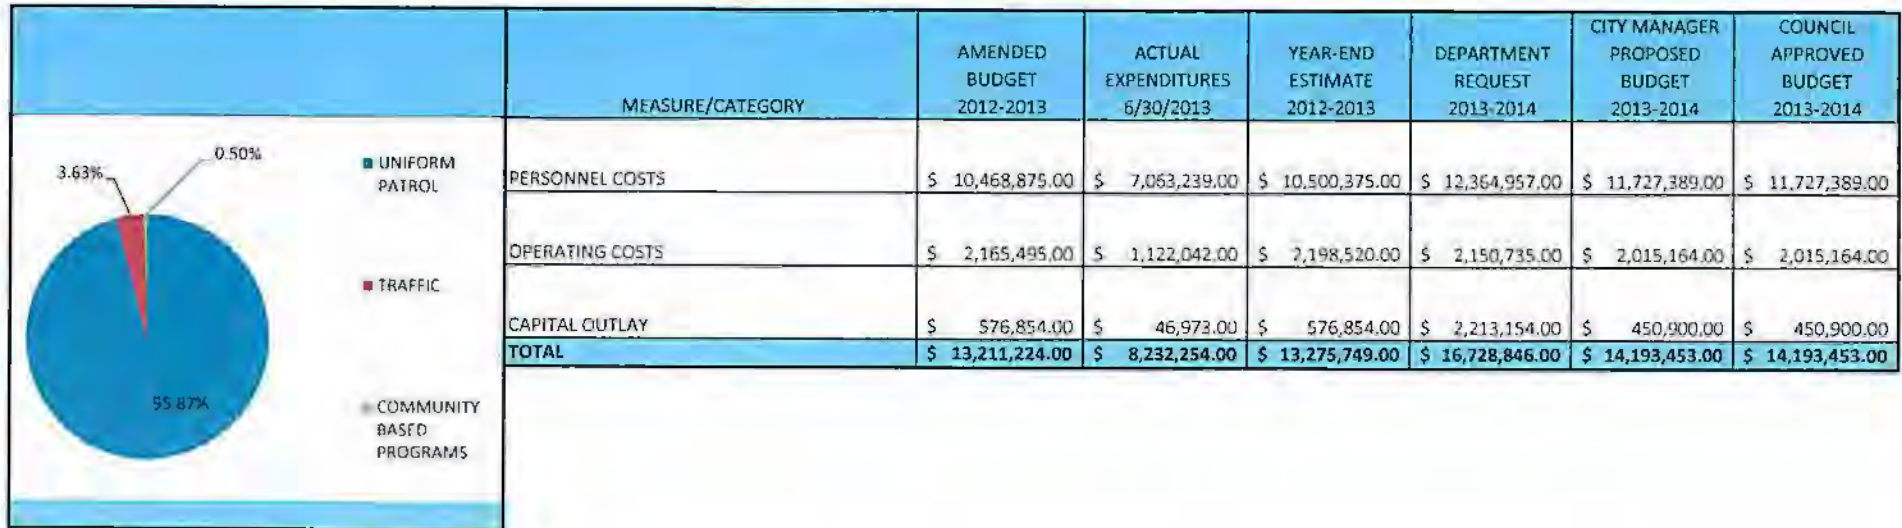 MEASURE/CATEGORY
AMENDED
BUDGET
2012-2013
ACTUAL
EXPENDITURES
6/30/2013
YEAR-END
ESTIMATE
2012-2013
DEPARTMENT
REQUEST
2013-2014
CITY MANAGER
PROPOSED
BUDGET
2013-2014
COUNCIL
APPROVED
BUDGET
2013-2014
3.63%
0.50%
95.87%
UNIFORM
PATROL
TRAFFIC
COMMUNITY
BASED
PROGRAMS
PERSONNEL COSTS $ 10,468,875.00 $ 7,063,239.00 $ 10,500,375.00 $ 12,364,957.00 $ 11,727,389.00 $ 11,727,389.00
OPERATING COSTS $ 2,165,495.00 $ 1,122,042.00 $ 2,198,520.00 $ 2,150,735.00 $ 2,015,164.00 $ 2,015,164.00
CAPITAL OUTLAY $ 576,854.00 $ 46,973.00 $ 576,854.00 $ 2,213,154.00 $ 450,900.00 $ 450,900.00
TOTAL $ 13,211,224.00 $ 8,232,254.00 $ 13,275,749.00 $ 16,728,846.00 $ 14,193,453.00 $ 14,193,453.00